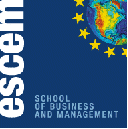 escem
SCHOOL
OF BUSINESS
AND MANAGEMENT